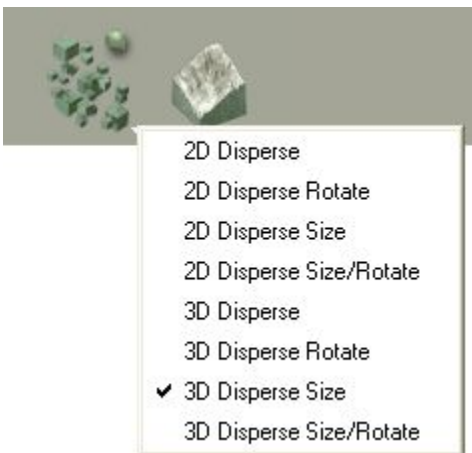 2D Disperse
2D Disperse Rotate
2D Disperse Size
2D Disperse Size/Rotate
3D Disperse
3D Disperse Rotate
3D Disperse Size
3D Disperse Size/Rotate